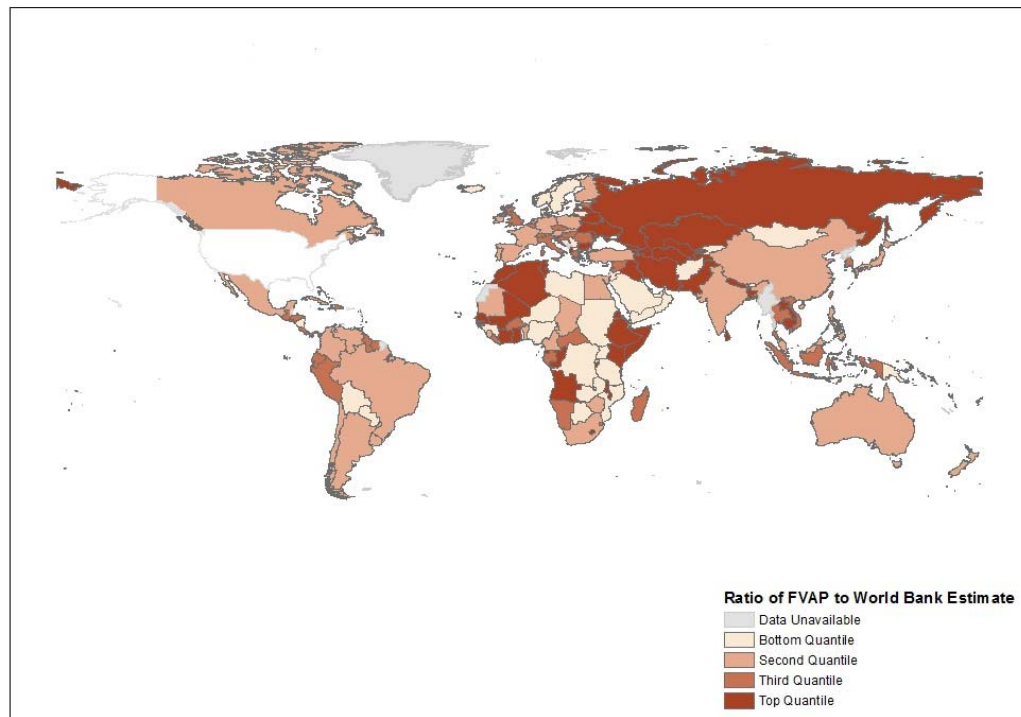 Ratio of FVAP to World Bank Estimate
Data Unavailable
Bottom Quantile
Second Quantile
Third Quantile
Top Quantile